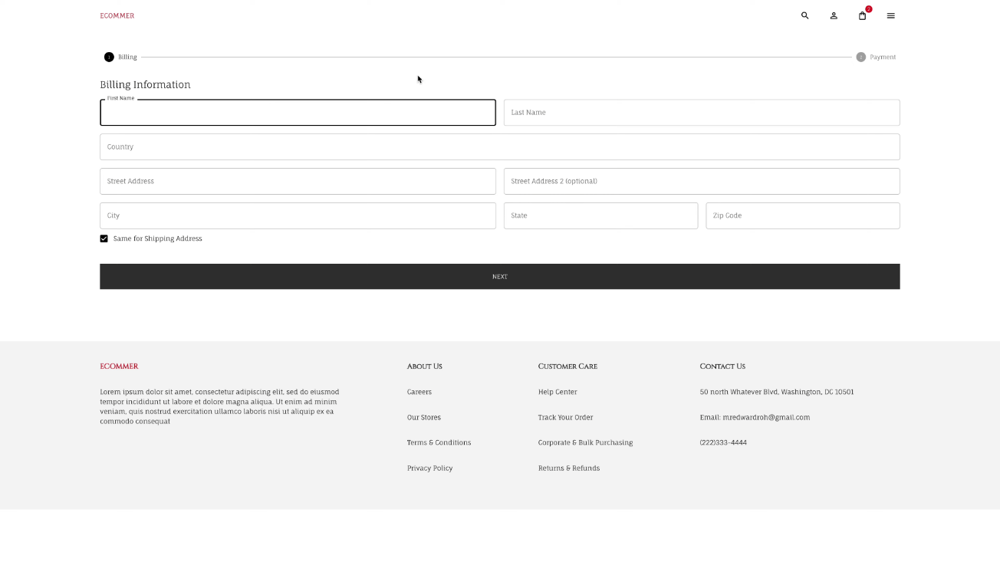 ECOMMER
2
1 Billing
2 Payment
Billing Information
First Name
Last Name
Country
Street Address
Street Address 2 (optional)
City
State
Zip Code
Same for Shipping Address
NEXT
ECOMMER
Lorem ipsum dolor sit amet, consectetur adipiscing elit, sed do eiusmod
tempor incididunt ut labore et dolore magna aliqua. Ut enim ad minim
veniam, quis nostrud exercitation ullamco laboris nisi ut aliquip ex ea
commodo consequat
About Us
Careers
Our Stores
Terms & Conditions
Privacy Policy
Customer Care
Help Center
Track Your Order
Corporate & Bulk Purchasing
Returns & Refunds
Contact Us
50 north Whatever Blvd, Washington, DC 10501
Email: mredwardroh@gmail.com
(222)333-4444